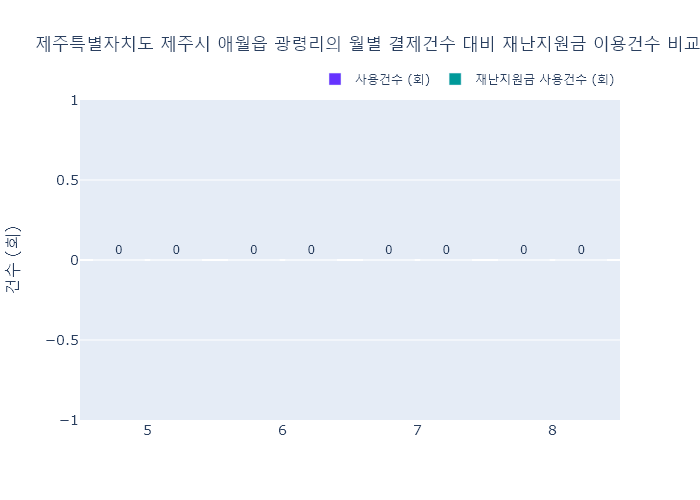 제주특별자치도 제주시 애월읍 광령리의 월별 결제건수 대비 재난지원금 이용건수 비교
사용건수 (회) 재난지원금 사용건수 (회)
건수 (회)
1
0.5
0
−0.5
−1
0 0 0 0 0 0 0 0
5 6 7 8